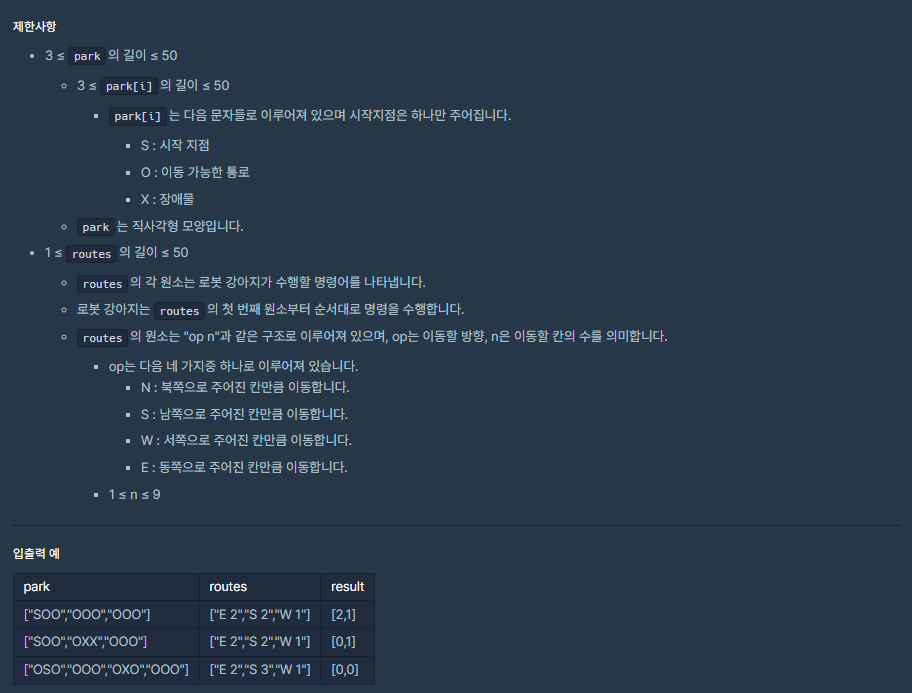 제한사항
3 ≤ park 의 길이 ≤ 50
3 ≤ park[i] 의 길이 ≤ 50
park[i] 는 다음 문자들로 이루어져 있으며 시작지점은 하나만 주어집니다.
S : 시작 지점
O : 이동 가능한 통로
X : 장애물
park 는 직사각형 모양입니다.
1 ≤ routes 의 길이 ≤ 50
routes 의 각 원소는 로봇 강아지가 수행할 명령어를 나타냅니다.
로봇 강아지는 routes 의 첫 번째 원소부터 순서대로 명령을 수행합니다.
routes 의 원소는 "op n"과 같은 구조로 이루어져 있으며, op는 이동할 방향, n은 이동할 칸의 수를 의미합니다.
op는 다음 네 가지중 하나로 이루어져 있습니다.
N : 북쪽으로 주어진 칸만큼 이동합니다.
S : 남쪽으로 주어진 칸만큼 이동합니다.
W : 서쪽으로 주어진 칸만큼 이동합니다.
E : 동쪽으로 주어진 칸만큼 이동합니다.
1 ≤ n ≤ 9
입출력 예
park routes result
["SOO","OOO","OOO"] ["E 2","S 2","W 1"] [2,1]
["SOO","OXX","OOO"] ["E 2","S 2","W 1"] [0,1]
["OSO","OOO","OXO","OOO"] ["E 2","S 3","W 1"] [0,0]